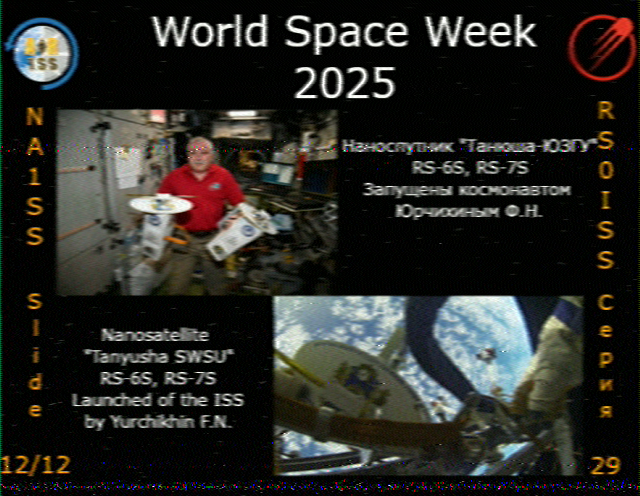 World Space Week
2025
ISS
NA1SS
RS0ISS
Наноспутник "Танюша-ЮЗГУ"
RS-6S, RS-7S
Запущены космонавтом
Юрчихиным Ф.Н.
Slide
12/12
Nanosatellite
"Tanyusha SWSU"
RS-6S, RS-7S
Launched of the ISS
by Yurchikhin F.N.
Серия
29